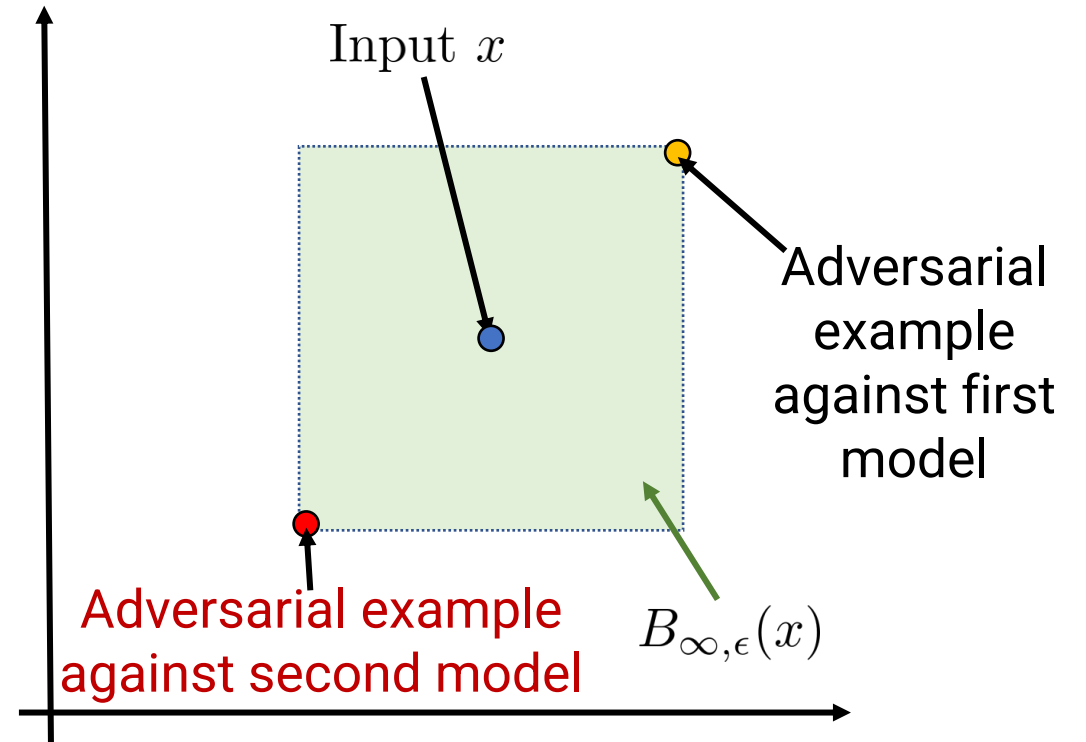 Input x
Adversarial
example
against first
model
Adversarial example
against second model
B∞,ϵ(x)